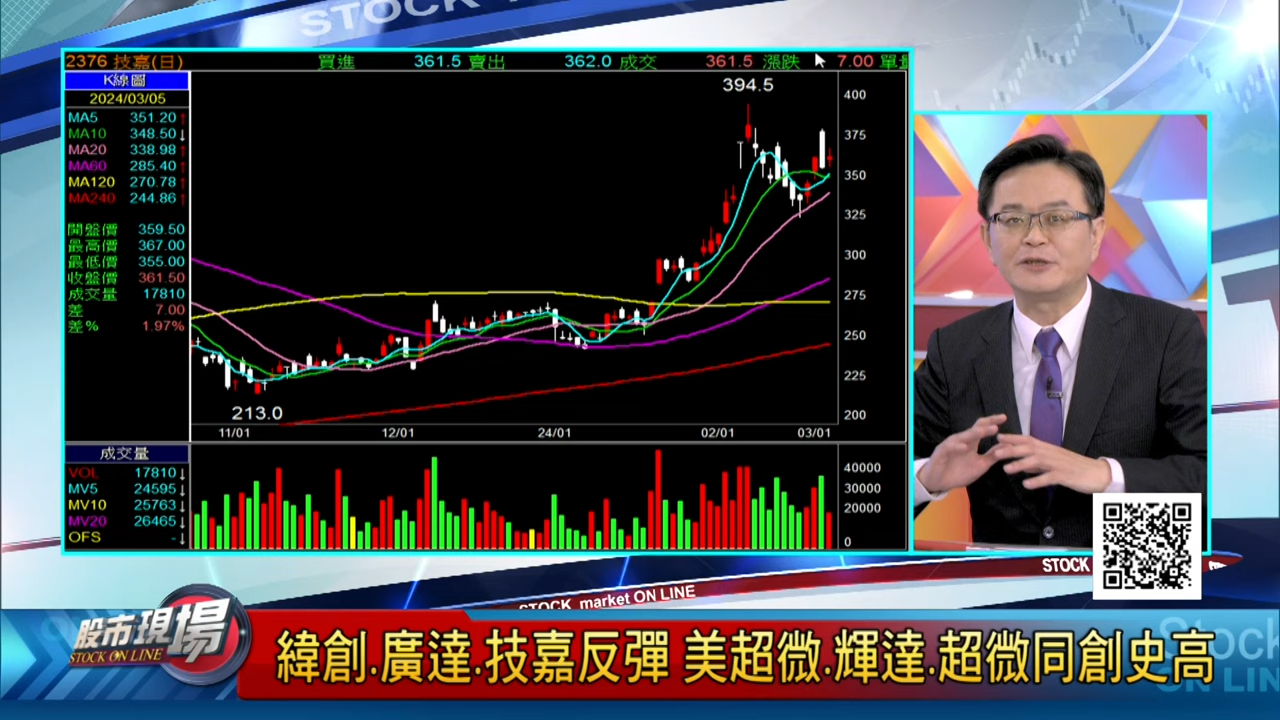 STOCK
2376 技嘉(日) 買進 361.5 賣出 362.0 成交 361.5 漲跌 7.00 單量
K線圖
2024/03/05
MA5 351.20↑
MA10 348.50↓
MA20 338.98↑
MA60 285.40↑
MA120 270.78↑
MA240 244.86↑
開盤價 359.50
最高價 367.00
最低價 355.00
收盤價 361.50
成交量 17810
差 7.00
差% 1.97%
394.5
213.0
400
375
350
325
300
275
250
225
200
11/01 12/01 24/01 02/01 03/01
成交量
VOL 17810↓
MV5 24595↓
MV10 25763↓
MV20 26465↓
OFS -↓
40000
30000
20000
0
STOCK
STOCK market ON LINE
股市現場
STOCK ON LINE
緯創.廣達.技嘉反彈 美超微.輝達.超微同創史高
Stock
ON LIN